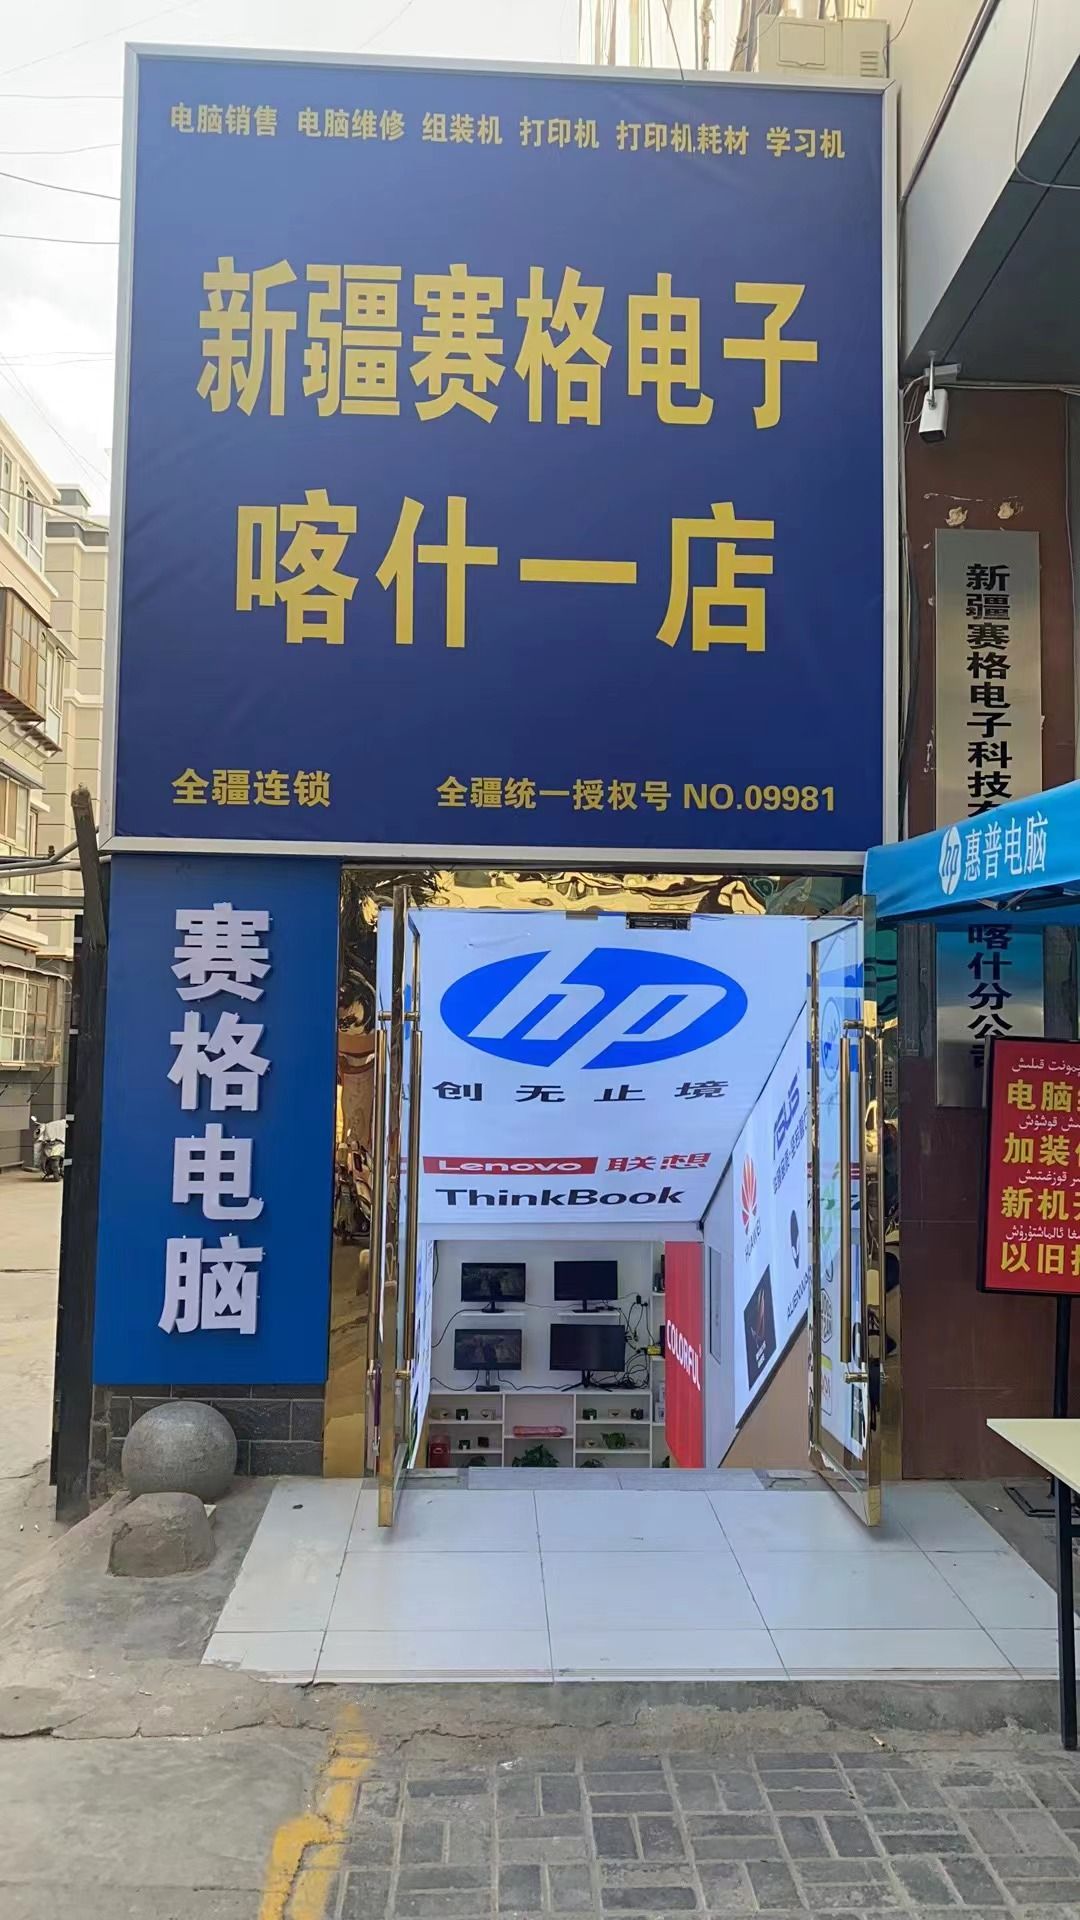 电脑销售 电脑维修 组装机 打印机 打印机耗材 学习机
新疆赛格电子
喀什一店
全疆连锁 全疆统一授权号 NO.09981
赛格电脑
hp
创无止境
Lenovo 联想
ThinkBook
ASUS
HUAWEI
ALIENWARE
COLORFUL
新疆赛格电子科技
喀什分公
hp 惠普电脑
电脑
加装
新机
以旧